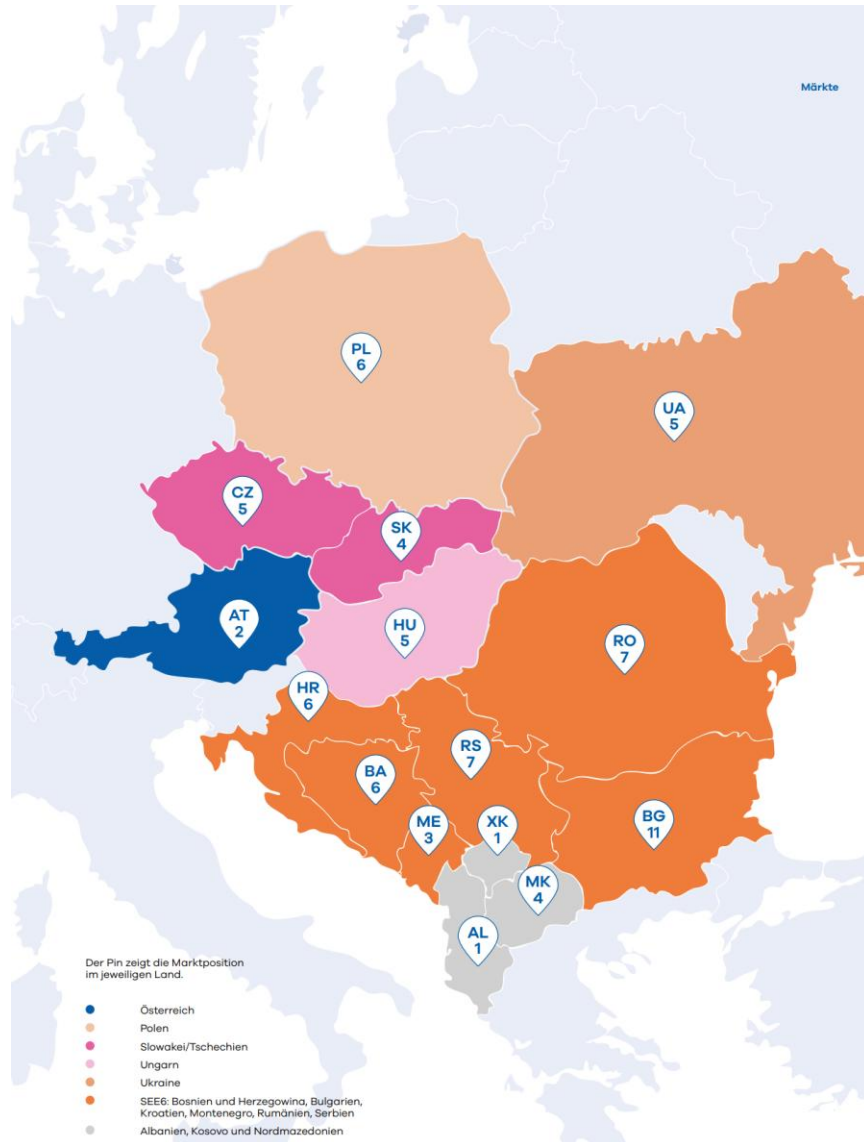 Märkte
PL
6
UA
5
CZ
5
SK
4
AT
2
HU
5
RO
7
HR
6
RS
7
BA
6
ME
3
XK
1
BG
11
MK
4
AL
1
Der Pin zeigt die Marktposition
im jeweiligen Land.
Österreich
Polen
Slowakei/Tschechien
Ungarn
Ukraine
SEE6: Bosnien und Herzegowina, Bulgarien,
Kroatien, Montenegro, Rumänien, Serbien
Albanien, Kosovo und Nordmazedonien